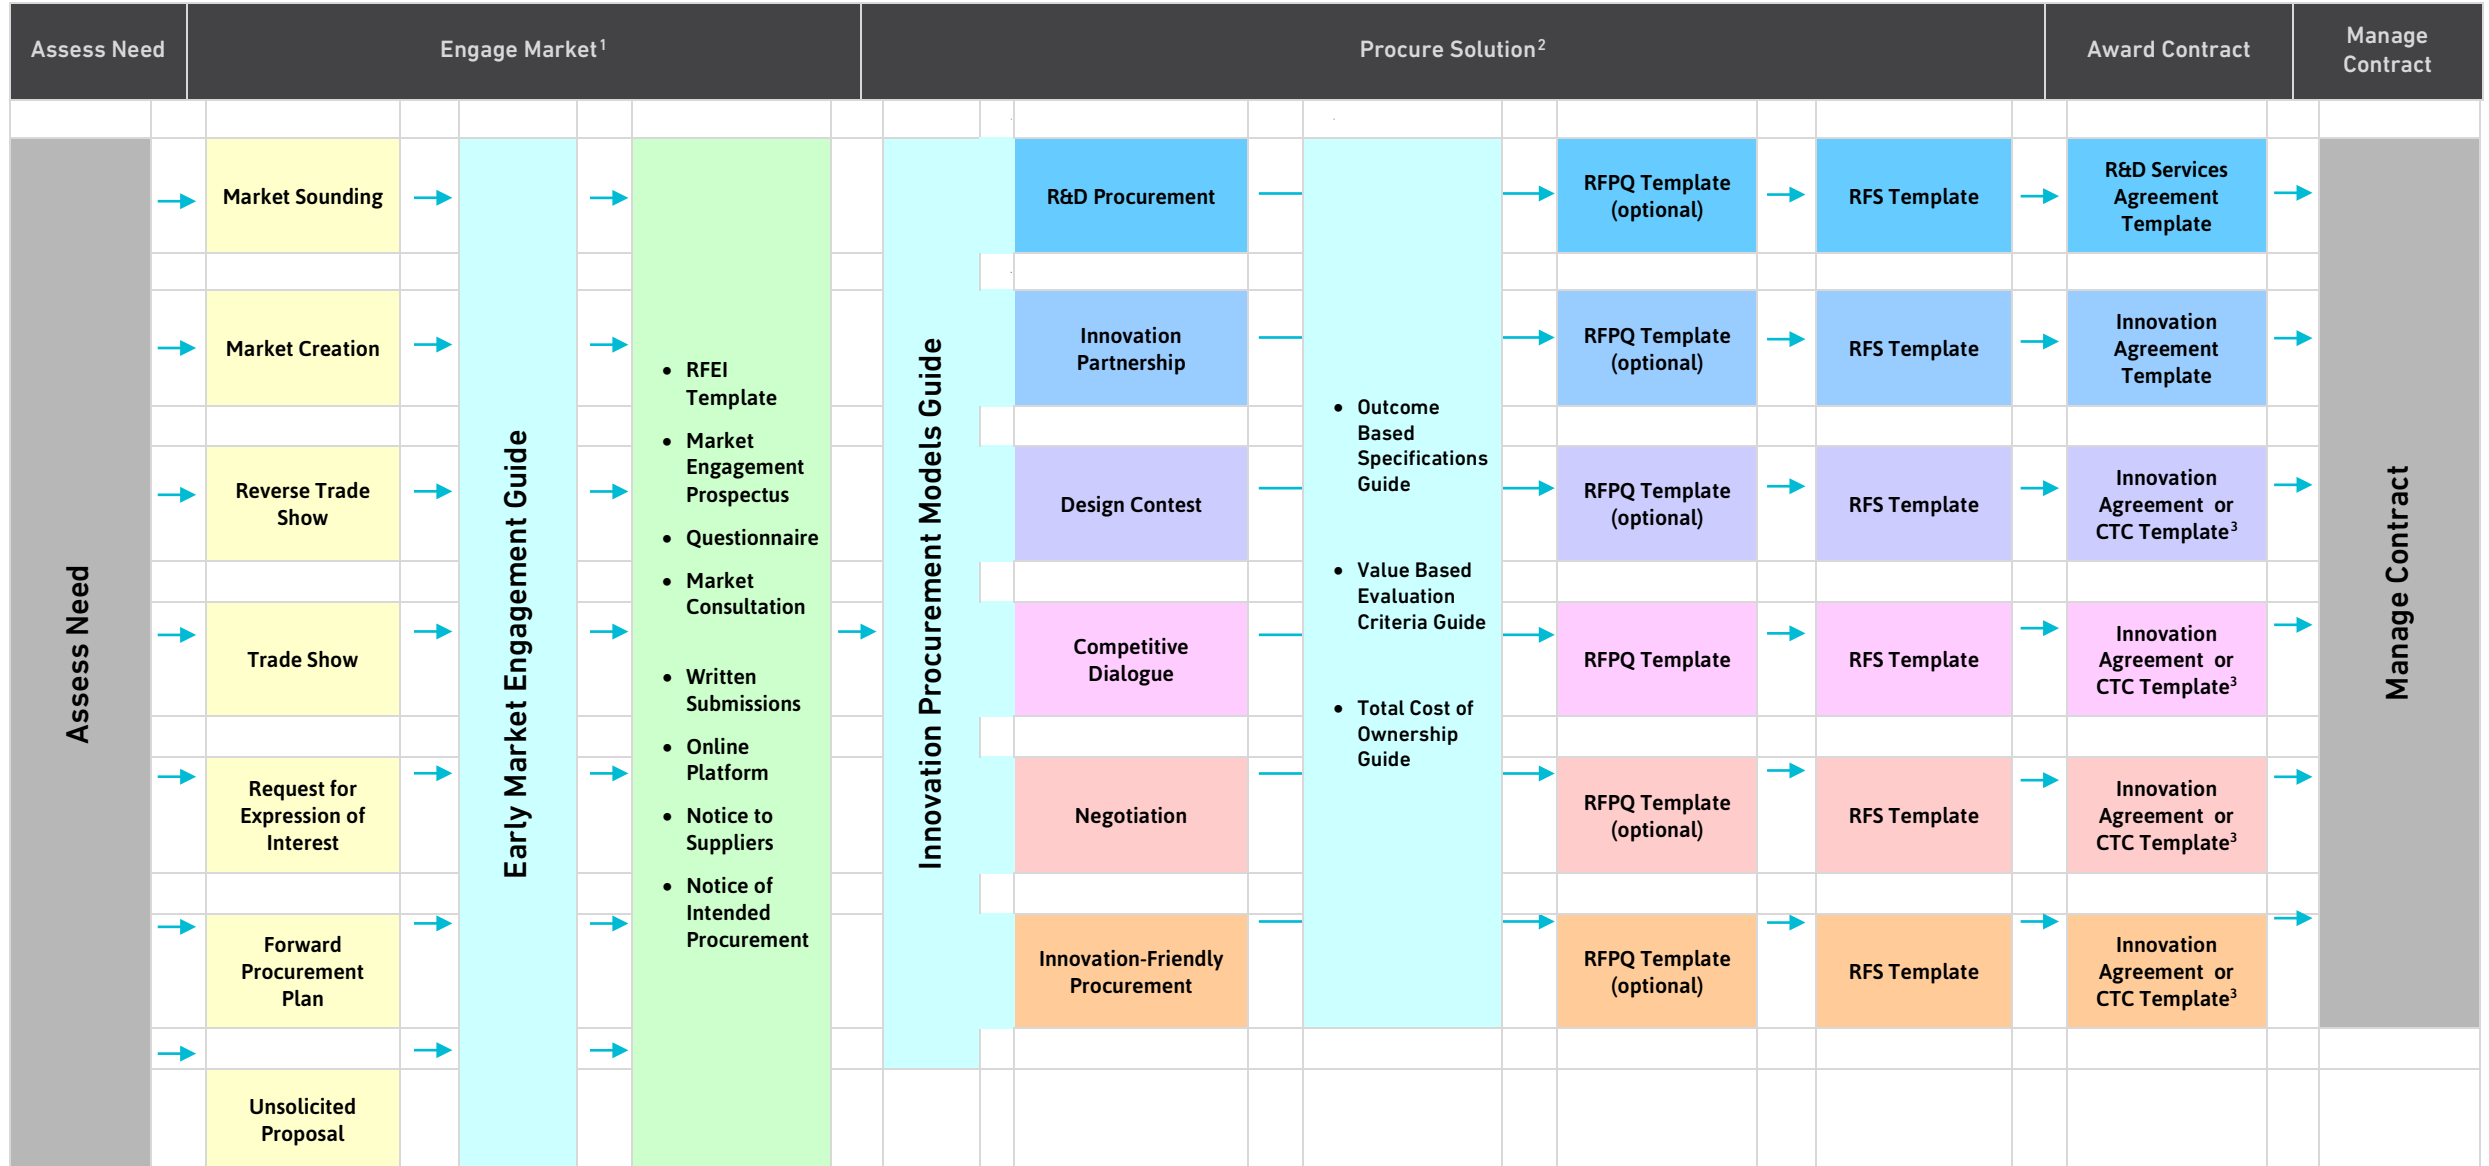 Assess Need
Engage Market¹
Procure Solution²
Award Contract
Manage
Contract
Assess Need
Market Sounding
Market Creation
Reverse Trade
Show
Trade Show
Request for
Expression of
Interest
Forward
Procurement
Plan
Unsolicited
Proposal
Early Market Engagement Guide
• RFEI
Template
• Market
Engagement
Prospectus
• Questionnaire
• Market
Consultation
• Written
Submissions
• Online
Platform
• Notice to
Suppliers
• Notice of
Intended
Procurement
Innovation Procurement Models Guide
R&D Procurement
Innovation
Partnership
Design Contest
Competitive
Dialogue
Negotiation
Innovation-Friendly
Procurement
• Outcome
Based
Specifications
Guide
• Value Based
Evaluation
Criteria Guide
• Total Cost of
Ownership
Guide
RFPQ Template
(optional)
RFPQ Template
(optional)
RFPQ Template
(optional)
RFPQ Template
RFPQ Template
(optional)
RFPQ Template
(optional)
RFS Template
RFS Template
RFS Template
RFS Template
RFS Template
RFS Template
R&D Services
Agreement
Template
Innovation
Agreement
Template
Innovation
Agreement or
CTC Template³
Innovation
Agreement or
CTC Template³
Innovation
Agreement or
CTC Template³
Innovation
Agreement or
CTC Template³
Manage Contract